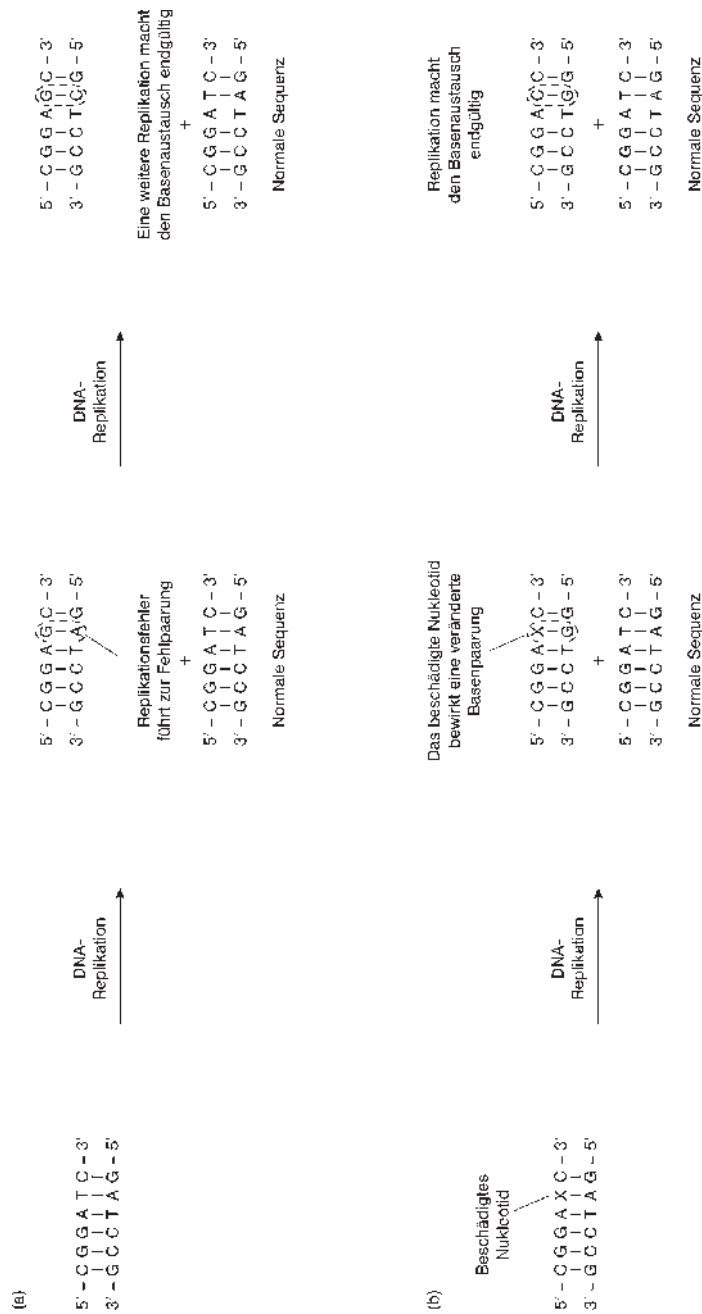 (a)
5' – C G G A T C – 3'
3' – G C C T A G – 5'
DNA-
Replikation
5' – C G G A G C – 3'
3' – G C C T A G – 5'
Replikationsfehler
führt zur Fehlpaarung
+
5' – C G G A T C – 3'
3' – G C C T A G – 5'
Normale Sequenz
DNA-
Replikation
5' – C G G A G C – 3'
3' – G C C T C G – 5'
Eine weitere Replikation macht
den Basenaustausch endgültig
+
5' – C G G A T C – 3'
3' – G C C T A G – 5'
Normale Sequenz
(b)
Beschädigtes
Nukleotid
5' – C G G A X C – 3'
3' – G C C T A G – 5'
DNA-
Replikation
Das beschädigte Nukleotid
bewirkt eine veränderte
Basenpaarung
5' – C G G A X C – 3'
3' – G C C T G G – 5'
+
5' – C G G A T C – 3'
3' – G C C T A G – 5'
Normale Sequenz
DNA-
Replikation
Replikation macht
den Basenaustausch
endgültig
5' – C G G A C C – 3'
3' – G C C T G G – 5'
+
5' – C G G A T C – 3'
3' – G C C T A G – 5'
Normale Sequenz